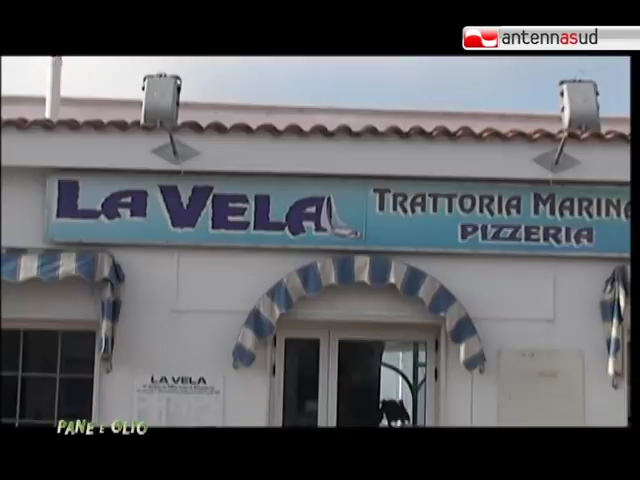 antennasud
LA VELA
TRATTORIA MARINA
PIZZERIA
LA VELA
PANE E OLIO